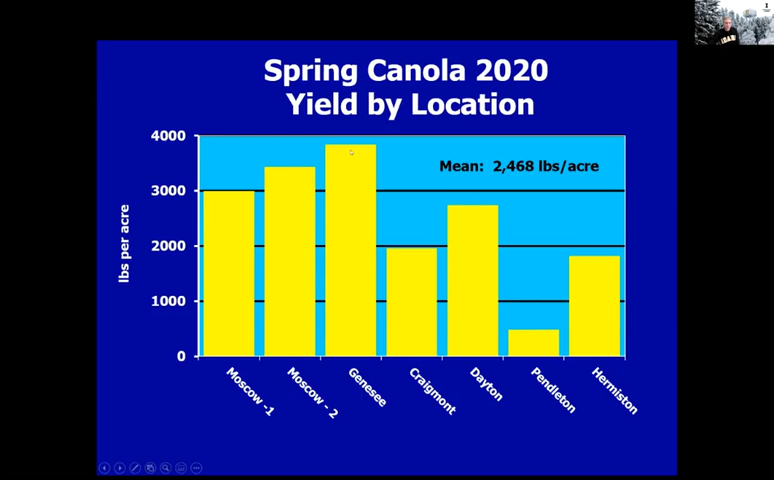 Spring Canola 2020
Yield by Location
4000
3000
2000
1000
0
lbs per acre
Mean: 2,468 lbs/acre
Moscow -1
Moscow - 2
Genesee
Craigmont
Dayton
Pendleton
Hermiston